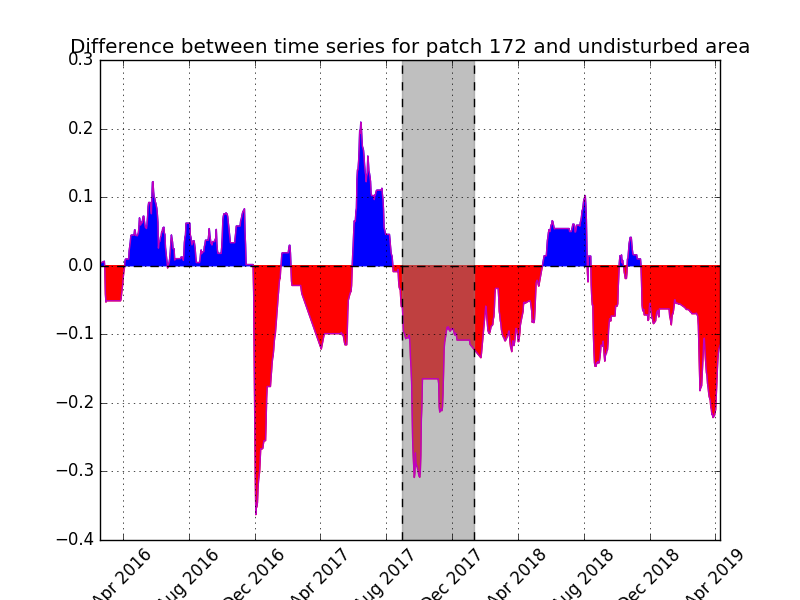 Difference between time series for patch 172 and undisturbed area
0.3
0.2
0.1
0.0
−0.1
−0.2
−0.3
−0.4
Apr 2016
Aug 2016
Dec 2016
Apr 2017
Aug 2017
Dec 2017
Apr 2018
Aug 2018
Dec 2018
Apr 2019